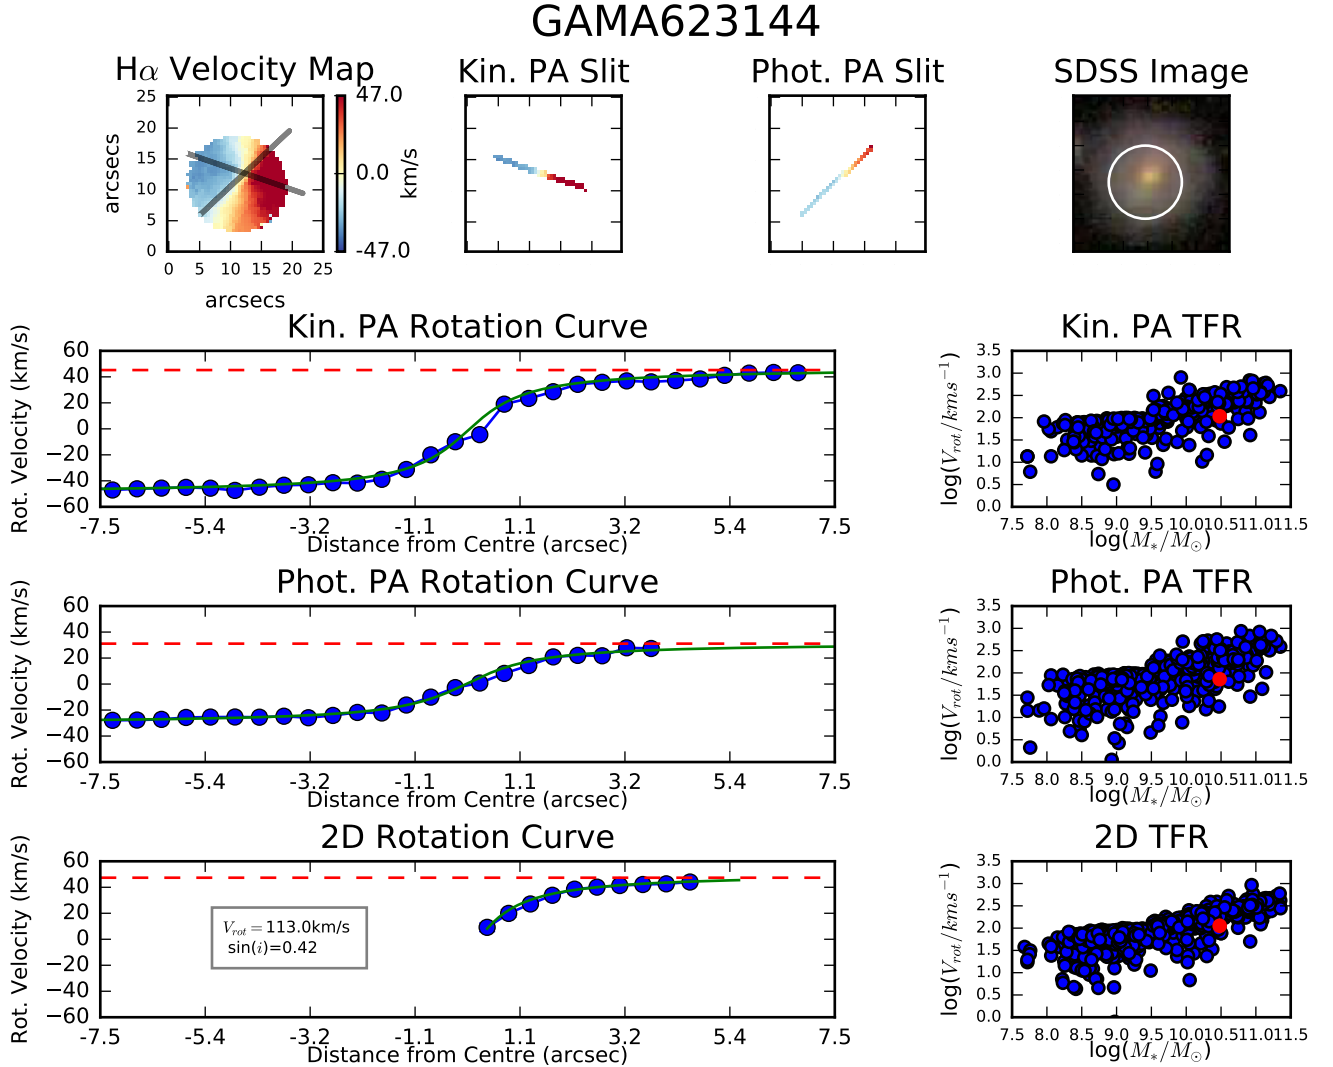 GAMA623144
Hα Velocity Map
Kin. PA Slit
Phot. PA Slit
SDSS Image
25
20
15
10
5
0
arcsecs
0 5 10 15 20 25
arcsecs
47.0
0.0
-47.0
km/s
Kin. PA Rotation Curve
Rot. Velocity (km/s)
60
40
20
0
−20
−40
−60
-7.5 -5.4 -3.2 -1.1 1.1 3.2 5.4 7.5
Distance from Centre (arcsec)
Kin. PA TFR
log(V_rot/kms⁻¹)
3.5
3.0
2.5
2.0
1.5
1.0
0.5
0.0
7.5 8.0 8.5 9.0 9.5 10.0 10.5 11.0 11.5
log(M_*/M_⊙)
Phot. PA Rotation Curve
Rot. Velocity (km/s)
60
40
20
0
−20
−40
−60
-7.5 -5.4 -3.2 -1.1 1.1 3.2 5.4 7.5
Distance from Centre (arcsec)
Phot. PA TFR
log(V_rot/kms⁻¹)
3.5
3.0
2.5
2.0
1.5
1.0
0.5
0.0
7.5 8.0 8.5 9.0 9.5 10.0 10.5 11.0 11.5
log(M_*/M_⊙)
2D Rotation Curve
Rot. Velocity (km/s)
60
40
20
0
−20
−40
−60
V_rot = 113.0km/s
sin(i)=0.42
-7.5 -5.4 -3.2 -1.1 1.1 3.2 5.4 7.5
Distance from Centre (arcsec)
2D TFR
log(V_rot/kms⁻¹)
3.5
3.0
2.5
2.0
1.5
1.0
0.5
0.0
7.5 8.0 8.5 9.0 9.5 10.0 10.5 11.0 11.5
log(M_*/M_⊙)